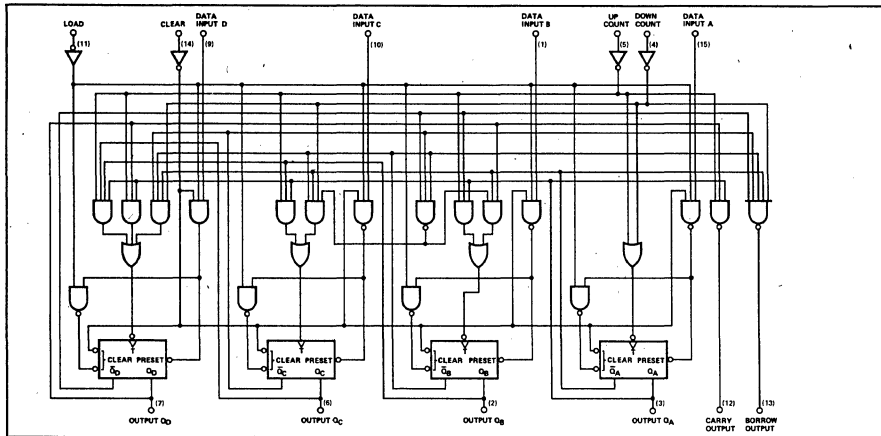 LOAD
CLEAR
DATA
INPUT D
DATA
INPUT C
DATA
INPUT B
UP
COUNT
DOWN
COUNT
DATA
INPUT A
(11)
(14)
(9)
(10)
(1)
(5)
(4)
(15)
CLEAR PRESET
Q̅D QD
CLEAR PRESET
Q̅C QC
CLEAR PRESET
Q̅B QB
CLEAR PRESET
Q̅A QA
(7)
(6)
(2)
(3)
(12)
(13)
OUTPUT QD
OUTPUT QC
OUTPUT QB
OUTPUT QA
CARRY
OUTPUT
BORROW
OUTPUT